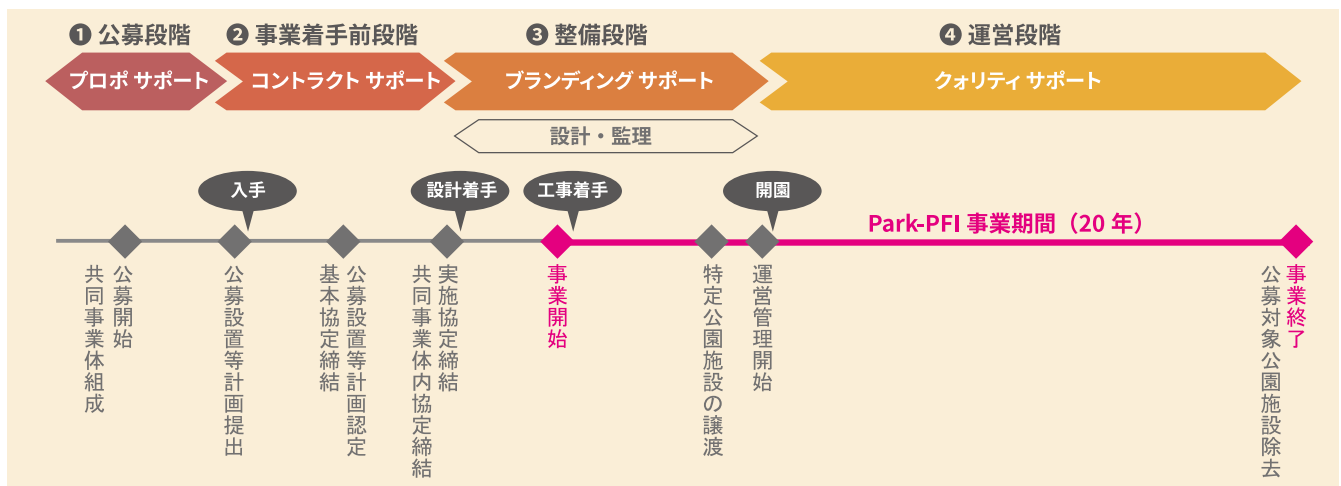 ❶ 公募段階
❷ 事業着手前段階
❸ 整備段階
❹ 運営段階
プロポ サポート
コントラクト サポート
ブランディング サポート
クォリティ サポート
設計・監理
入手
設計着手
工事着手
開園
Park-PFI 事業期間（20 年）
共同事業体組成
公募開始
公募設置等計画提出
基本協定締結
公募設置等計画認定
共同事業体内協定締結
実施協定締結
事業開始
特定公園施設の譲渡
運営管理開始
公募対象公園施設除去
事業終了